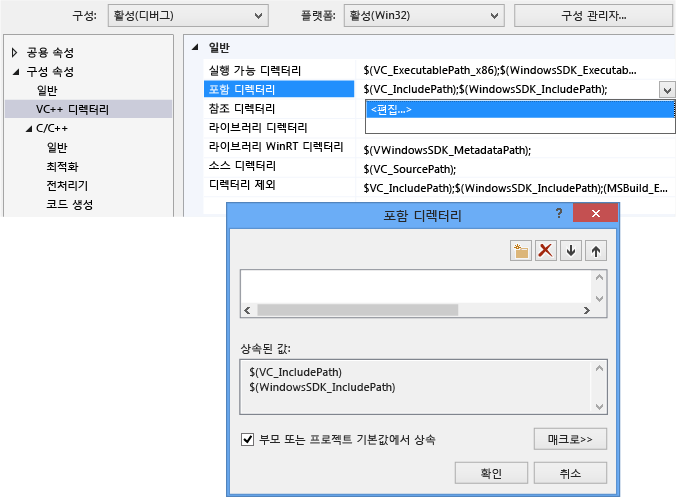 구성: 활성(디버그) 플랫폼: 활성(Win32) 구성 관리자...
공용 속성
구성 속성
일반
VC++ 디렉터리
C/C++
일반
최적화
전처리기
코드 생성
일반
실행 가능 디렉터리 $(VC_ExecutablePath_x86);$(WindowsSDK_Executab...
포함 디렉터리 $(VC_IncludePath);$(WindowsSDK_IncludePath);
참조 디렉터리 <편집...>
라이브러리 디렉터리
라이브러리 WinRT 디렉터리 $(VWindowsSDK_MetadataPath);
소스 디렉터리 $(VC_SourcePath);
디렉터리 제외 $VC_IncludePath);$(WindowsSDK_IncludePath);(MSBuild_E...
포함 디렉터리 ?
상속된 값:
$(VC_IncludePath)
$(WindowsSDK_IncludePath)
부모 또는 프로젝트 기본값에서 상속 매크로>>
확인 취소